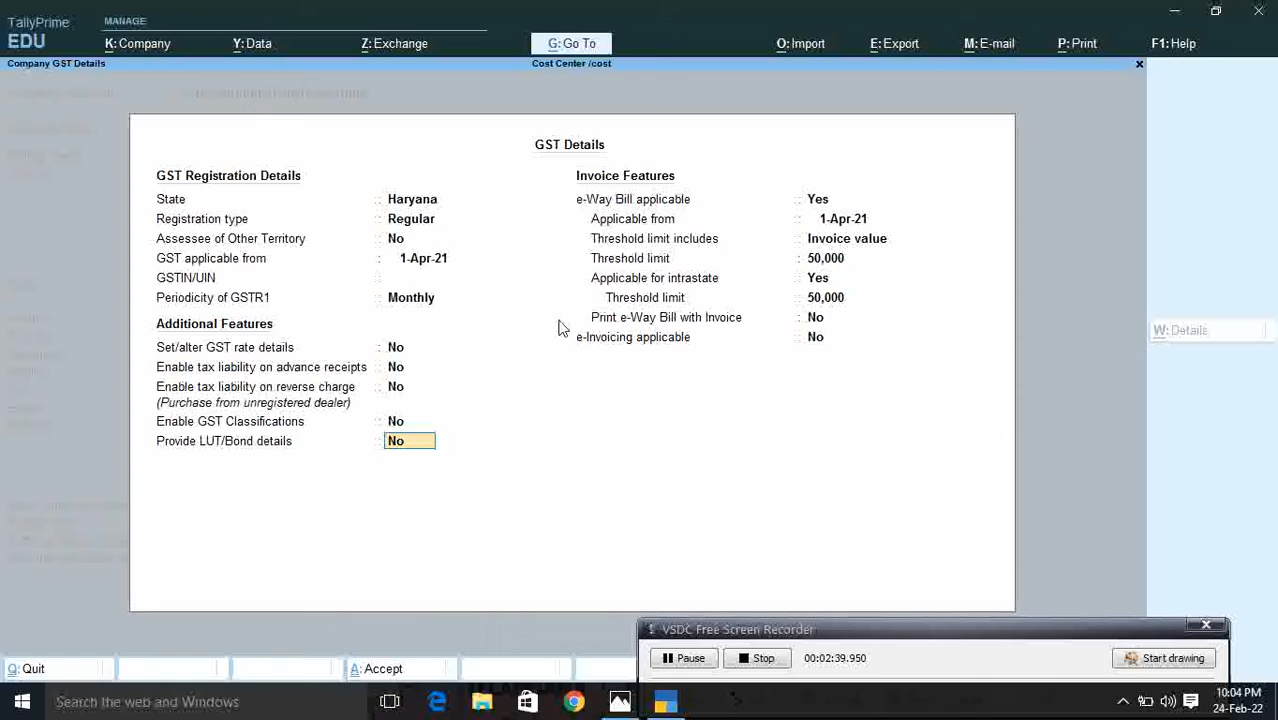 TallyPrime
EDU
MANAGE
K: Company
Y: Data
Z: Exchange
G: Go To
O: Import
E: Export
M: E-mail
P: Print
F1: Help
Company GST Details
Cost Center /cost
GST Details
GST Registration Details
State : Haryana
Registration type : Regular
Assessee of Other Territory : No
GST applicable from : 1-Apr-21
GSTIN/UIN :
Periodicity of GSTR1 : Monthly
Additional Features
Set/alter GST rate details : No
Enable tax liability on advance receipts : No
Enable tax liability on reverse charge : No
(Purchase from unregistered dealer)
Enable GST Classifications : No
Provide LUT/Bond details : No
Invoice Features
e-Way Bill applicable : Yes
Applicable from : 1-Apr-21
Threshold limit includes : Invoice value
Threshold limit : 50,000
Applicable for intrastate : Yes
Threshold limit : 50,000
Print e-Way Bill with Invoice : No
e-Invoicing applicable : No
W: Details
VSDC Free Screen Recorder
Pause
Stop
00:02:39.950
Start drawing
Q: Quit
A: Accept
Search the web and Windows
10:04 PM
24-Feb-22